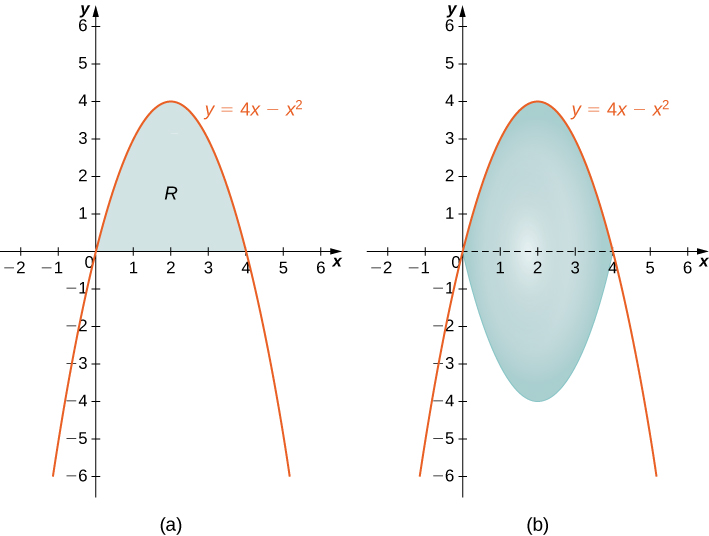 y
6
5
4
y = 4x – x²
3
2
R
1
–2 –1 0 1 2 3 4 5 6 x
–1
–2
–3
–4
–5
–6
(a)
y
6
5
4
y = 4x – x²
3
2
1
–2 –1 0 1 2 3 4 5 6 x
–1
–2
–3
–4
–5
–6
(b)